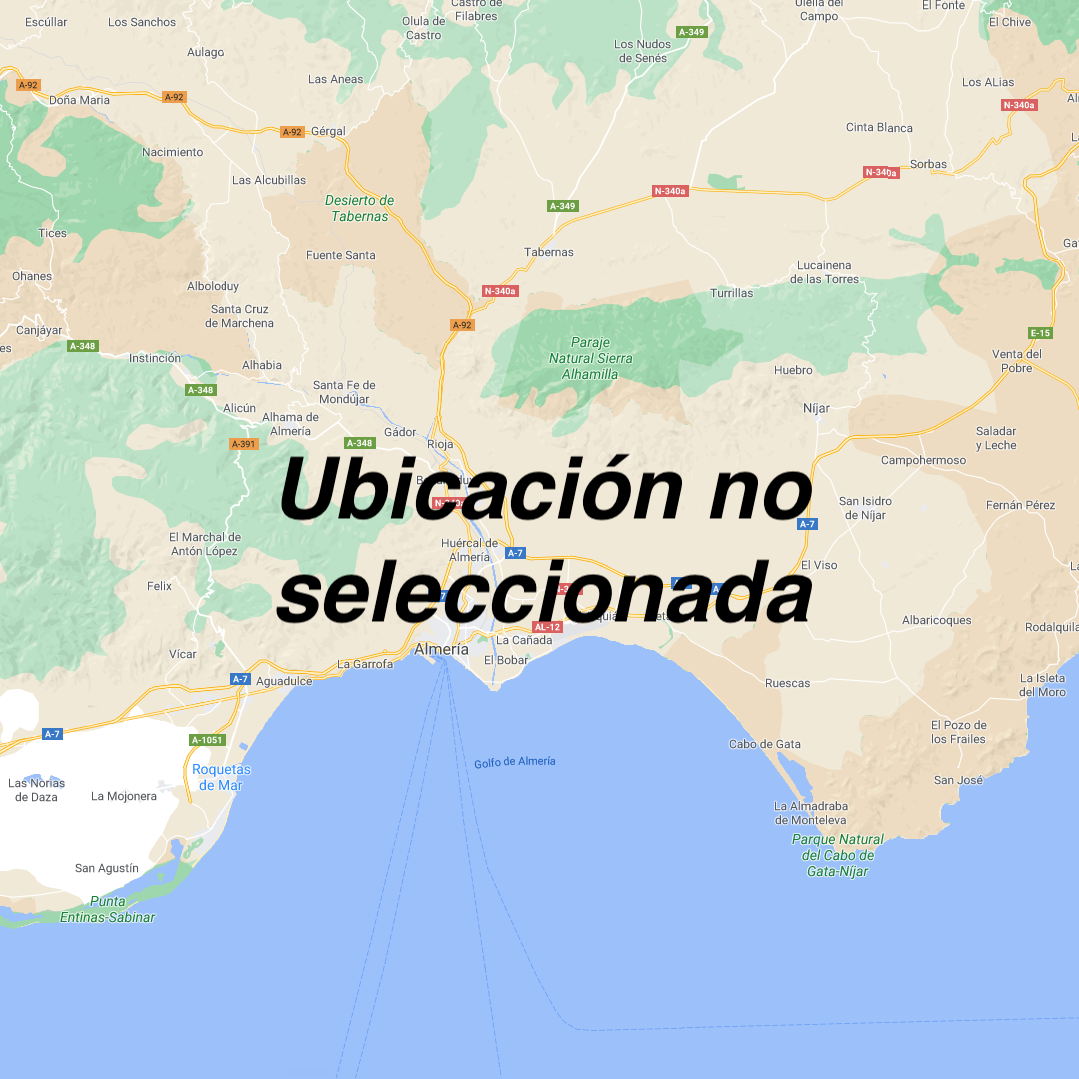 Castro de
Filabres
Ulella del
Campo
El Fonte
Escúllar
Los Sanchos
Olula de
Castro
El Chive
A-349
Los Nudos
de Senés
Aulago
Las Aneas
Los ALias
A-92
Doña Maria
A-92
N-340a
A-92
Gérgal
Cinta Blanca
Nacimiento
Sorbas
N-340a
Las Alcubillas
N-340a
Desierto de
Tabernas
A-349
Tices
Tabernas
Fuente Santa
Ohanes
Lucainena
de las Torres
Alboloduy
N-340a
Turrillas
Santa Cruz
de Marchena
A-92
Canjáyar
E-15
A-348
Paraje
Natural Sierra
Alhamilla
Instinción
Alhabia
Venta del
Pobre
Huebro
A-348
Santa Fe de
Mondújar
Alicún
Alhama de
Almería
Níjar
Gádor
A-391
A-348
Rioja
Saladar
y Leche
Campohermoso
Ubicación no
seleccionada
San Isidro
de Níjar
Fernán Pérez
A-7
El Marchal de
Antón López
Huércal de
Almería
A-7
El Viso
Felix
AL-12
Albaricoques
La Cañada
Almería
Vícar
La Garrofa
El Bobar
A-7
Aguadulce
Ruescas
La Isleta
del Moro
A-7
A-1051
El Pozo de
los Frailes
Cabo de Gata
Golfo de Almería
Roquetas
de Mar
Las Norias
de Daza
La Mojonera
San José
La Almadraba
de Monteleva
Parque Natural
del Cabo de
Gata-Níjar
San Agustín
Punta
Entinas-Sabinar